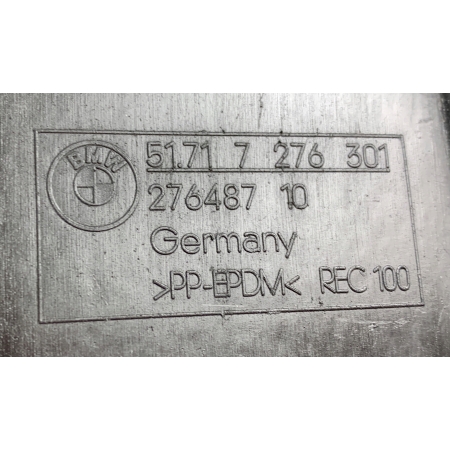 BMW
51.71 7 276 301
276487 10
Germany
>PP-EPDM< REC 100